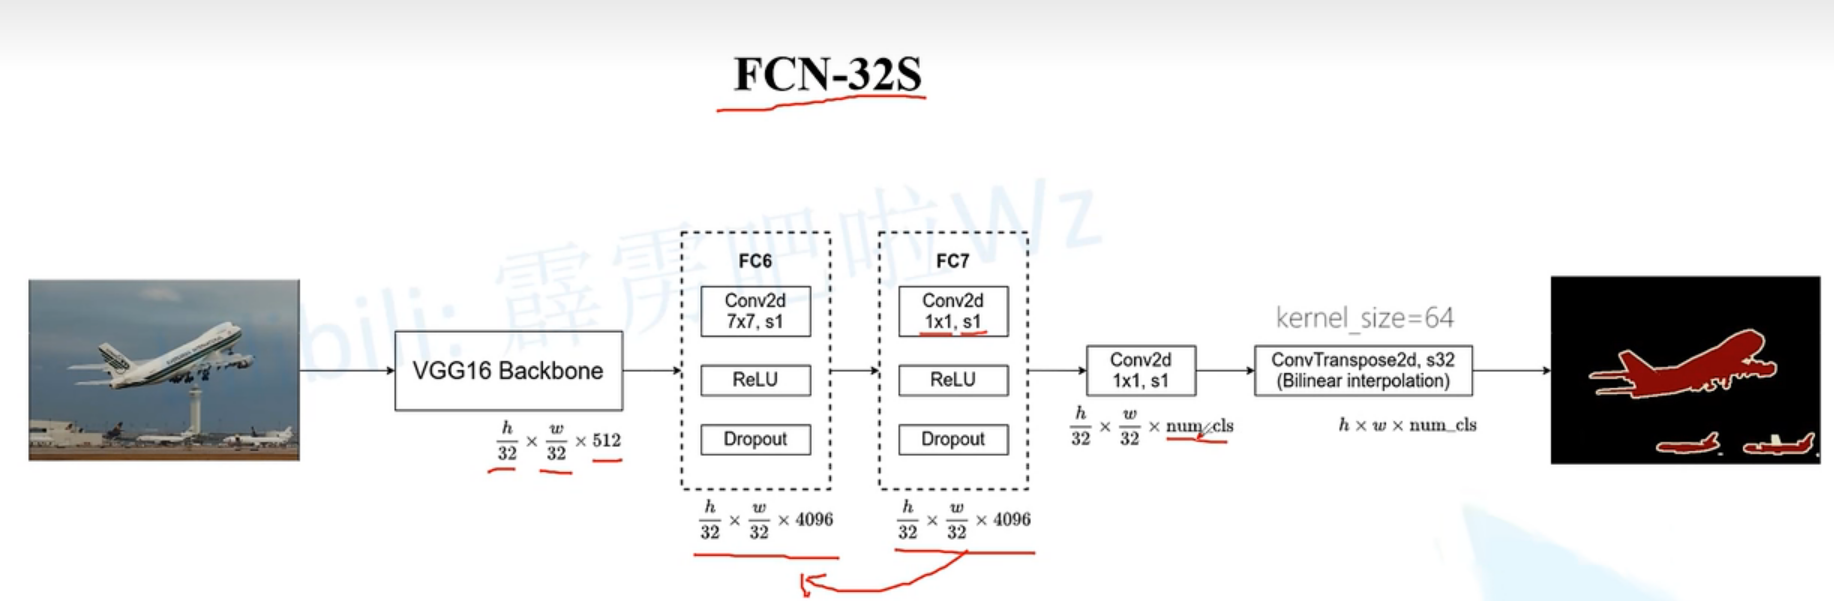 FCN-32S
bilibili: 霹雳吧啦Wz
FC6
Conv2d
7x7, s1
ReLU
Dropout
h/32 × w/32 × 4096
FC7
Conv2d
1x1, s1
ReLU
Dropout
h/32 × w/32 × 4096
VGG16 Backbone
h/32 × w/32 × 512
Conv2d
1x1, s1
h/32 × w/32 × num_cls
kernel_size=64
ConvTranspose2d, s32
(Bilinear interpolation)
h × w × num_cls